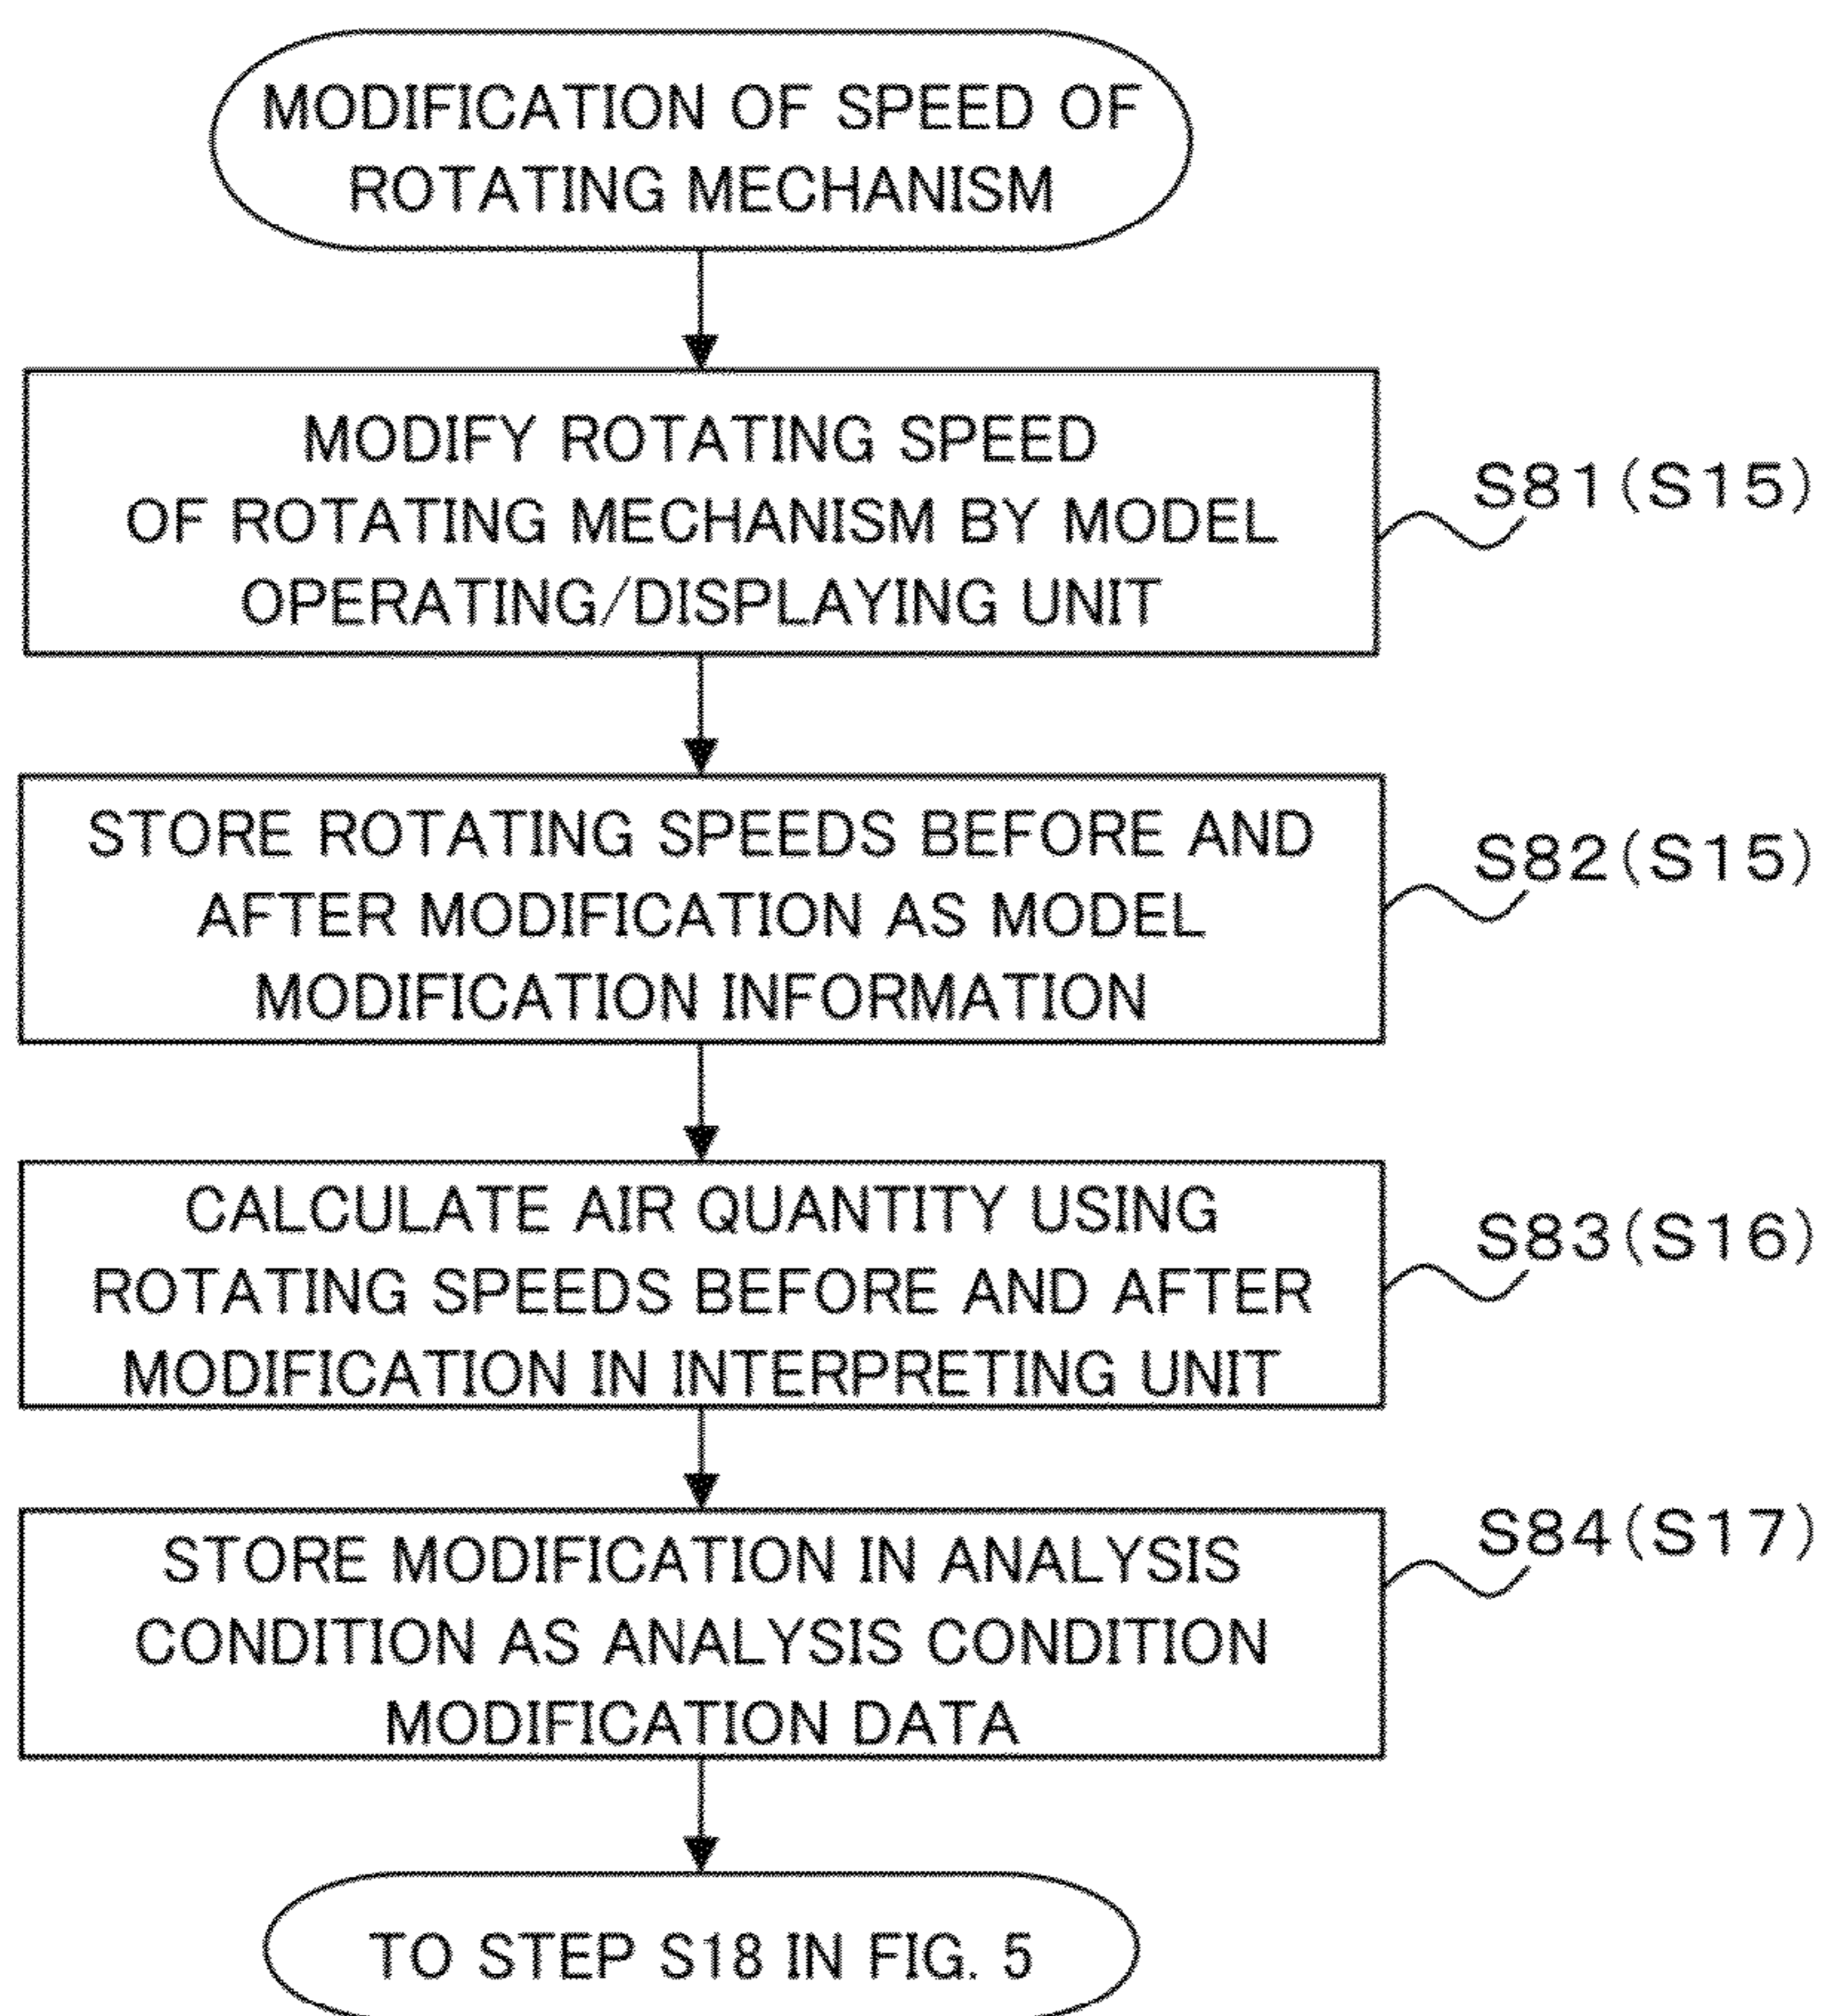 MODIFICATION OF SPEED OF
ROTATING MECHANISM
MODIFY ROTATING SPEED
OF ROTATING MECHANISM BY MODEL
OPERATING/DISPLAYING UNIT
S81(S15)
STORE ROTATING SPEEDS BEFORE AND
AFTER MODIFICATION AS MODEL
MODIFICATION INFORMATION
S82(S15)
CALCULATE AIR QUANTITY USING
ROTATING SPEEDS BEFORE AND AFTER
MODIFICATION IN INTERPRETING UNIT
S83(S16)
STORE MODIFICATION IN ANALYSIS
CONDITION AS ANALYSIS CONDITION
MODIFICATION DATA
S84(S17)
TO STEP S18 IN FIG. 5